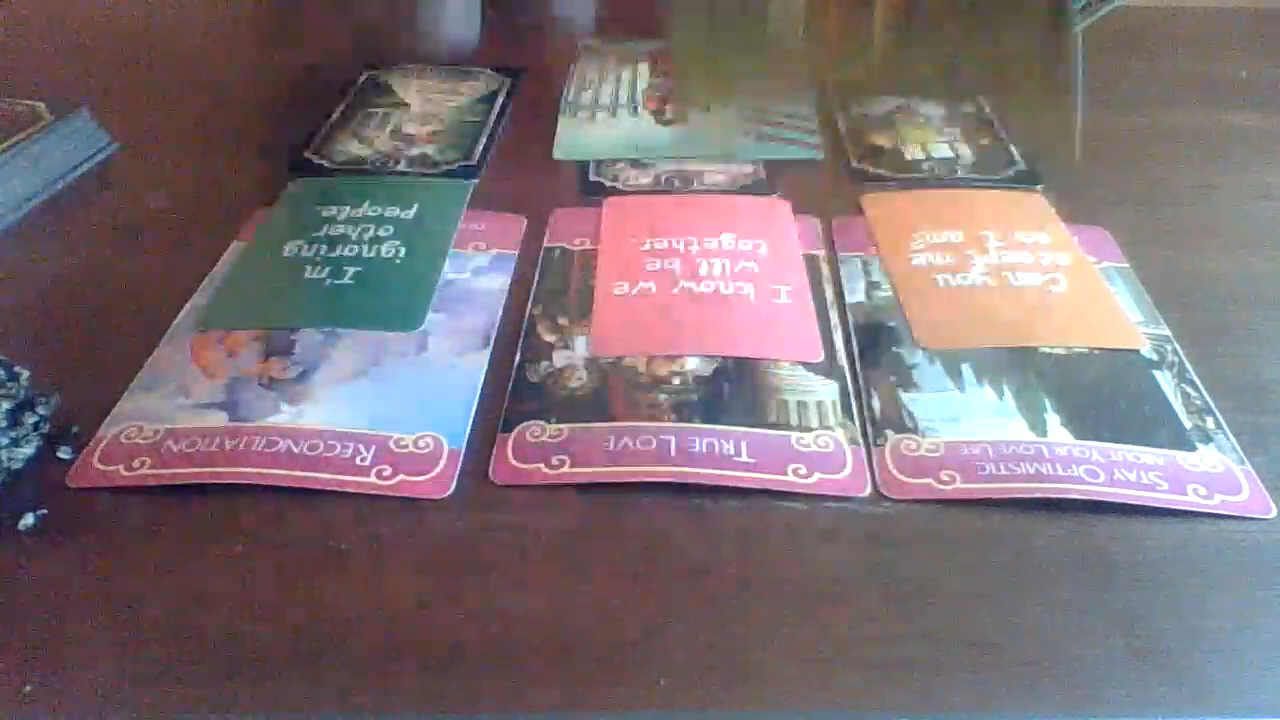 I'm
ignoring
other
people.
RECONCILIATION
I know we
will be
together.
TRUE LOVE
Can you
accept me
as I am?
STAY OPTIMISTIC
ABOUT YOUR LOVE LIFE